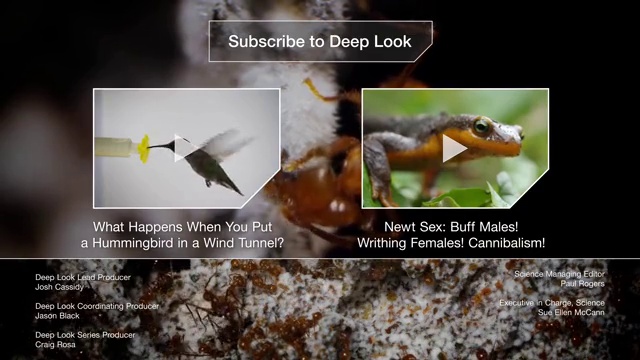 Subscribe to Deep Look
What Happens When You Put
a Hummingbird in a Wind Tunnel?
Newt Sex: Buff Males!
Writhing Females! Cannibalism!
Deep Look Lead Producer
Josh Cassidy
Deep Look Coordinating Producer
Jason Black
Deep Look Series Producer
Craig Rosa
Science Managing Editor
Paul Rogers
Executive in Charge, Science
Sue Ellen McCann